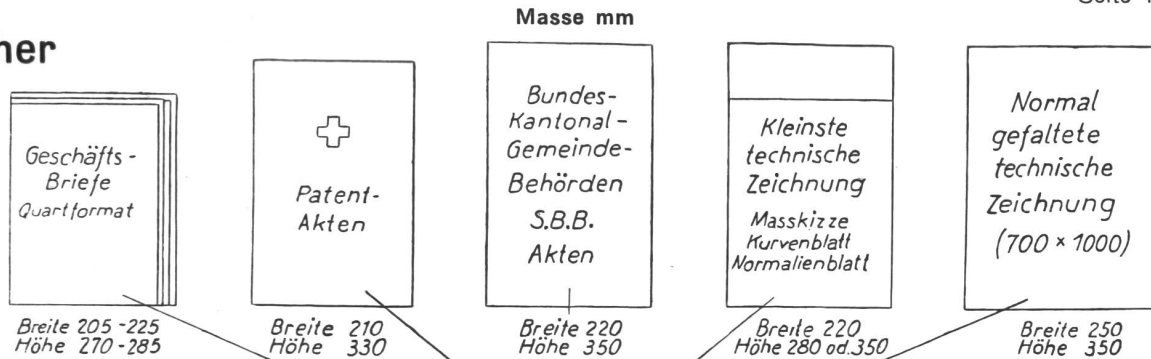 Masse mm
Geschäfts-
Briefe
Quartformat
Breite 205-225
Höhe 270-285
Patent-
Akten
Breite 210
Höhe 330
Bundes-
Kantonal-
Gemeinde-
Behörden
S.B.B.
Akten
Breite 220
Höhe 350
Kleinste
technische
Zeichnung
Masskizze
Kurvenblatt
Normalienblatt
Breite 220
Höhe 280 od. 350
Normal
gefaltete
technische
Zeichnung
(700 × 1000)
Breite 250
Höhe 350